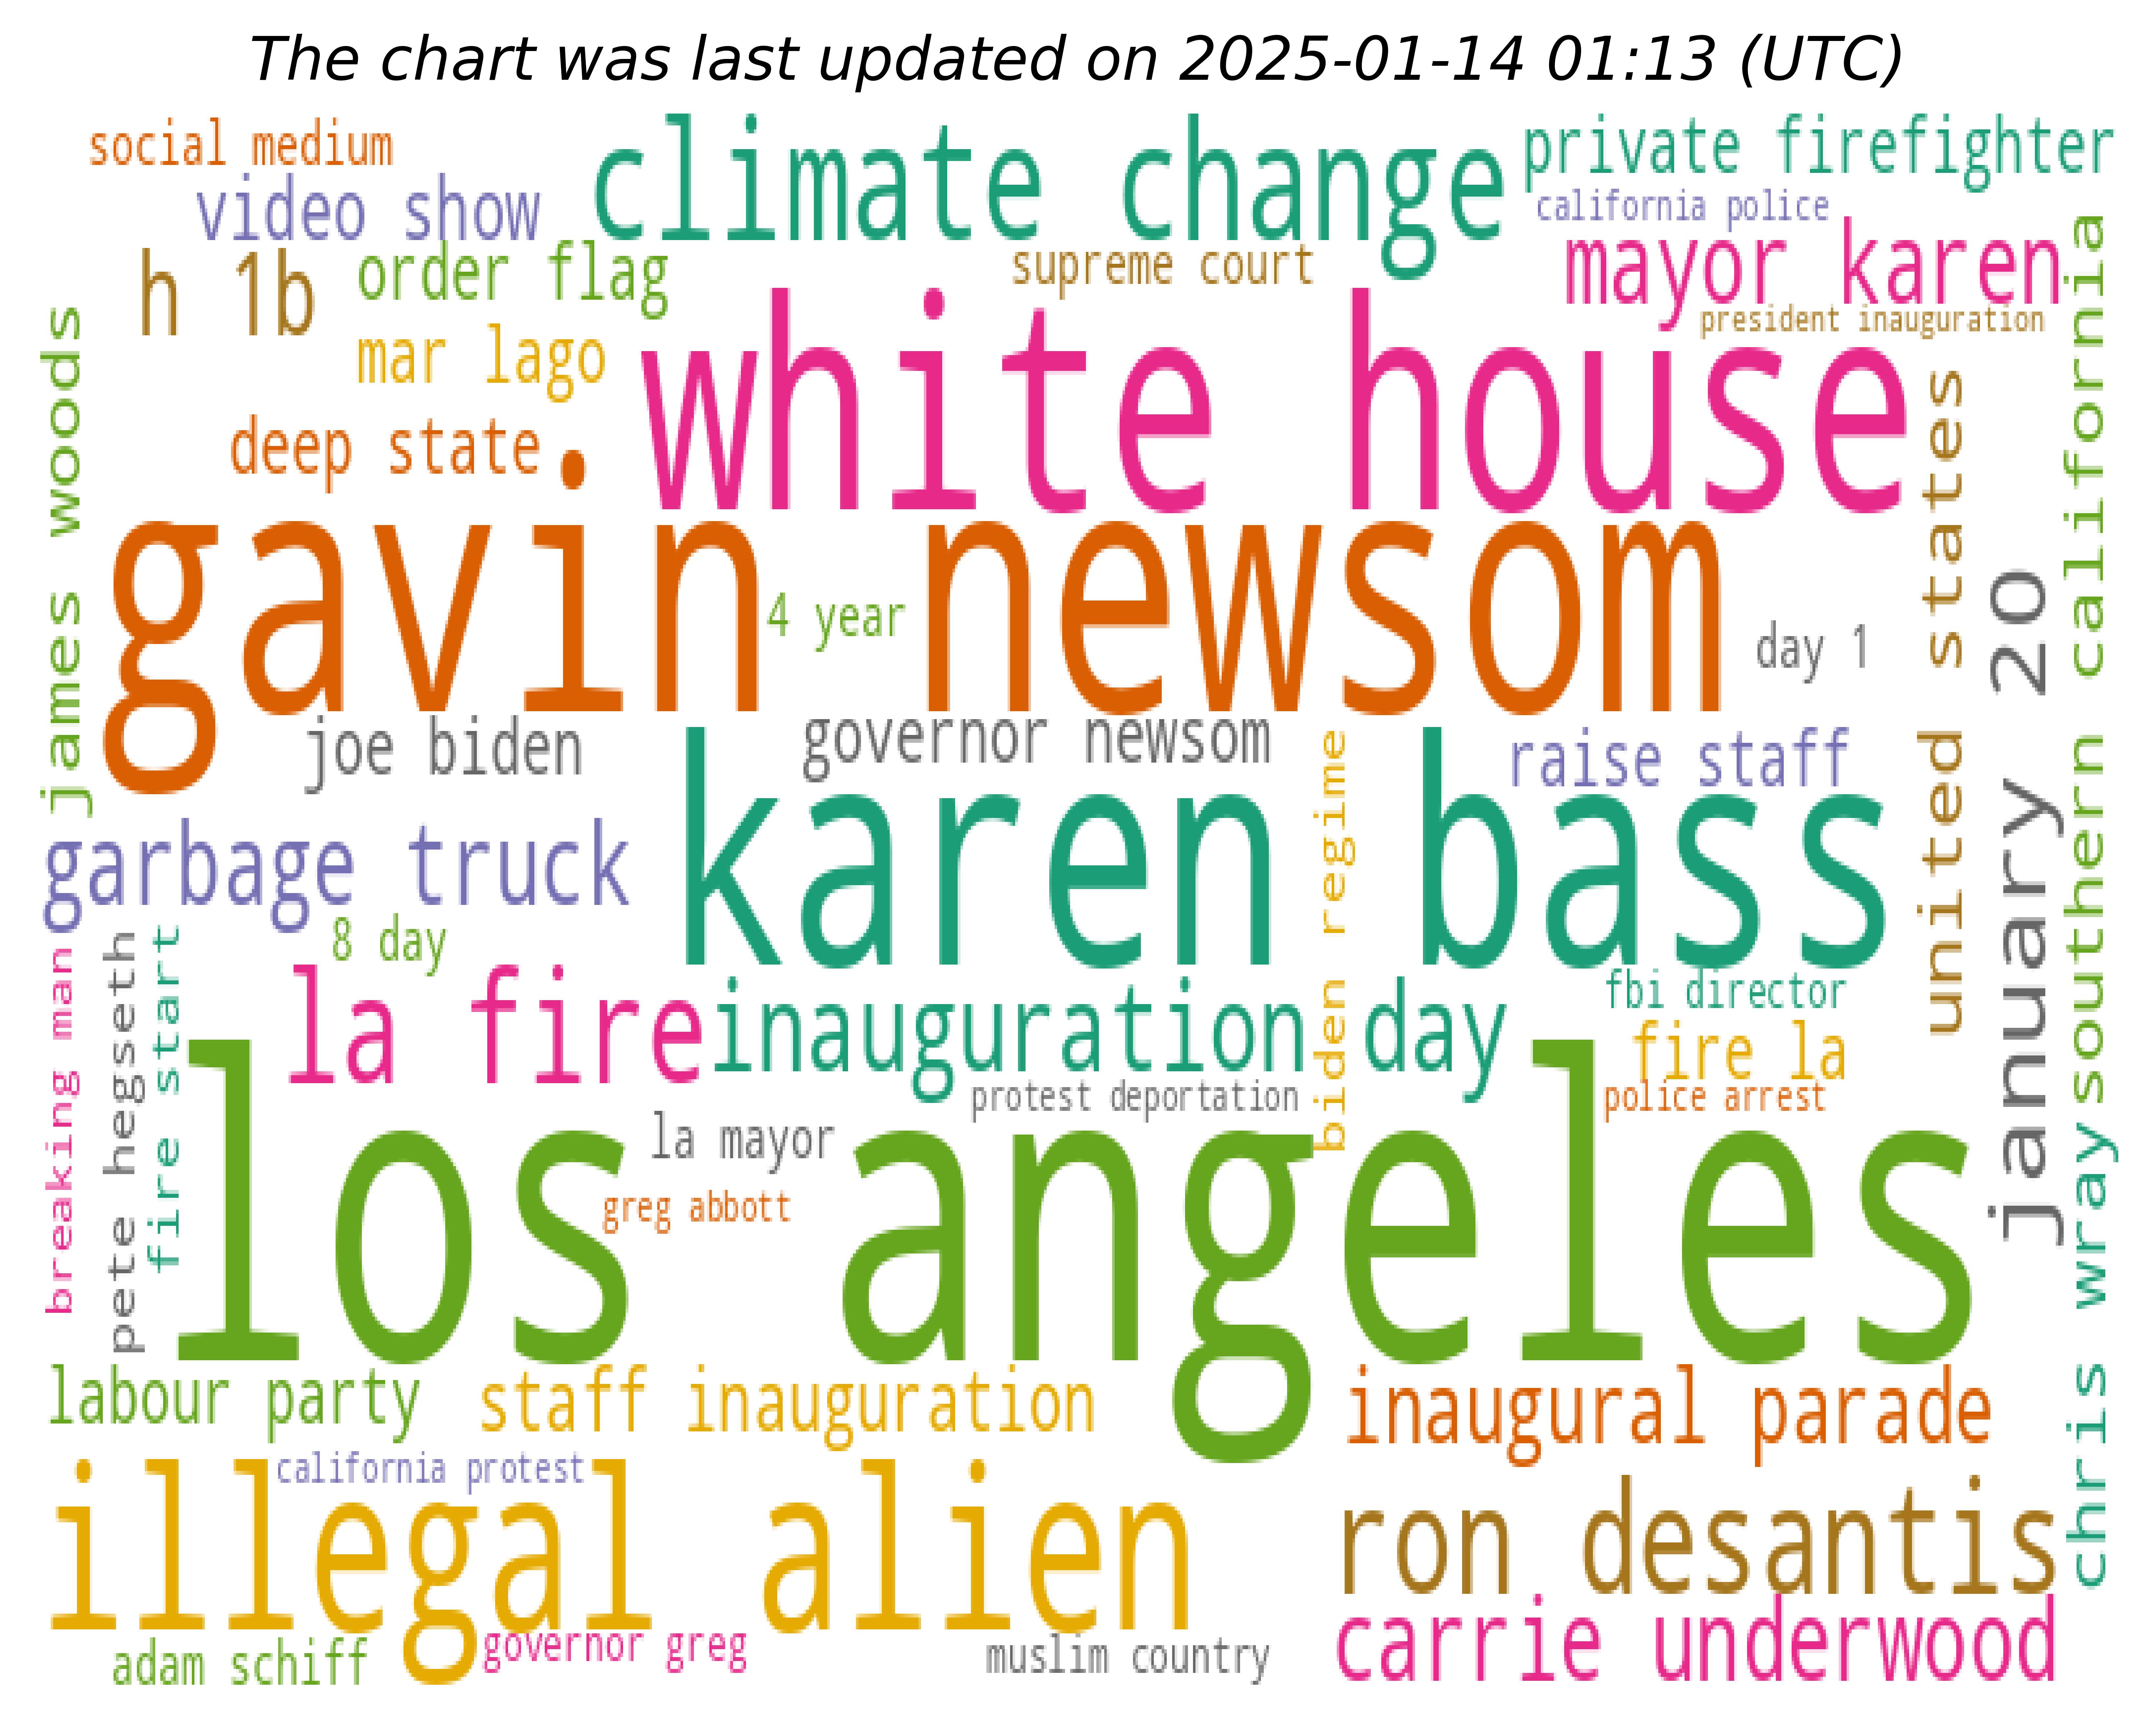 The chart was last updated on 2025-01-14 01:13 (UTC)
social medium
climate change
private firefighter
video show
california police
h 1b
order flag
supreme court
mayor karen
mar lago
president inauguration
white house
deep state
james woods
gavin newsom
4 year
day 1
united states
january 20
southern california
joe biden
governor newsom
raise staff
garbage truck
karen bass
biden regime
8 day
breaking man
pete hegseth
fire start
la fire
inauguration day
fbi director
fire la
protest deportation
police arrest
la mayor
los angeles
greg abbott
chris wray
labour party
staff inauguration
inaugural parade
california protest
illegal alien
ron desantis
adam schiff
governor greg
muslim country
carrie underwood